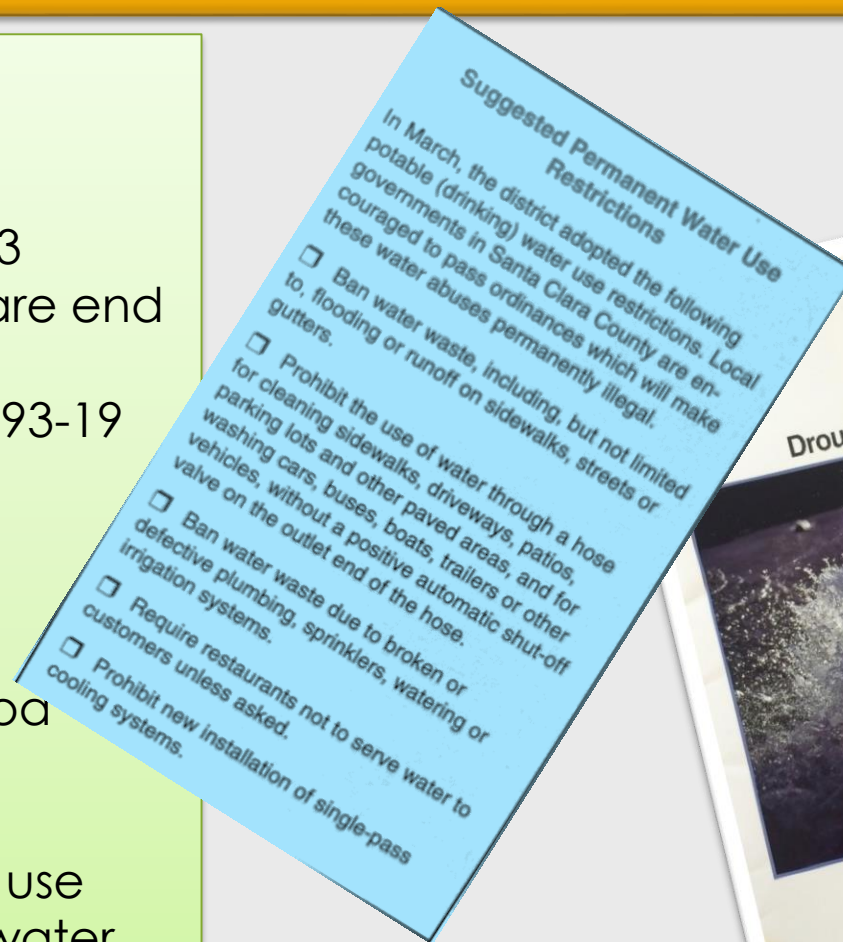 3
are end
93-19
oa
use
water
Suggested Permanent Water Use
Restrictions
In March, the district adopted the following
potable (drinking) water use restrictions. Local
governments in Santa Clara County are en-
couraged to pass ordinances which will make
these water abuses permanently illegal.
❐ Ban water waste, including, but not limited
to, flooding or runoff on sidewalks, streets or
gutters.
❐ Prohibit the use of water through a hose
for cleaning sidewalks, driveways, patios,
parking lots and other paved areas, and for
washing cars, buses, boats, trailers or other
vehicles, without a positive automatic shut-off
valve on the outlet end of the hose.
❐ Ban water waste due to broken or
defective plumbing, sprinklers, watering or
irrigation systems.
❐ Require restaurants not to serve water to
customers unless asked.
❐ Prohibit new installation of single-pass
cooling systems.
Drou